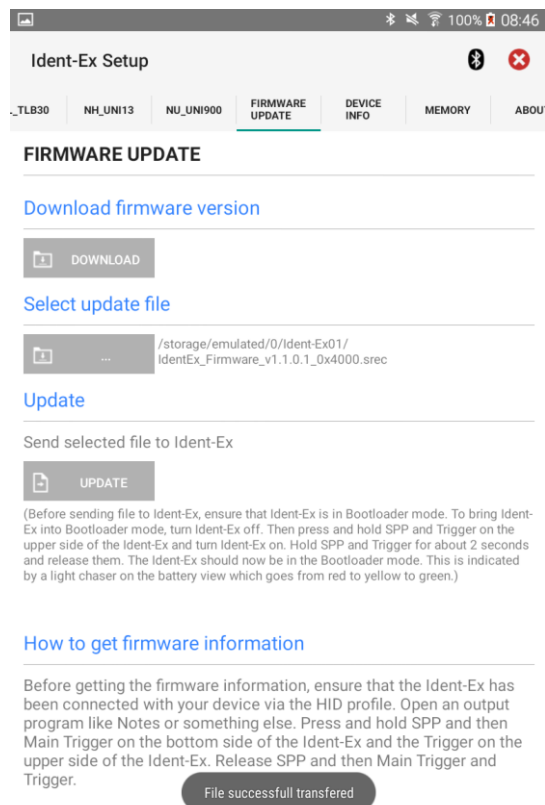 100% 08:46
Ident-Ex Setup
_TLB30 NH_UNI13 NU_UNI900 FIRMWARE UPDATE DEVICE INFO MEMORY ABOU
FIRMWARE UPDATE
Download firmware version
DOWNLOAD
Select update file
... /storage/emulated/0/Ident-Ex01/
IdentEx_Firmware_v1.1.0.1_0x4000.srec
Update
Send selected file to Ident-Ex
UPDATE
(Before sending file to Ident-Ex, ensure that Ident-Ex is in Bootloader mode. To bring Ident-
Ex into Bootloader mode, turn Ident-Ex off. Then press and hold SPP and Trigger on the
upper side of the Ident-Ex and turn Ident-Ex on. Hold SPP and Trigger for about 2 seconds
and release them. The Ident-Ex should now be in the Bootloader mode. This is indicated
by a light chaser on the battery view which goes from red to yellow to green.)
How to get firmware information
Before getting the firmware information, ensure that the Ident-Ex has
been connected with your device via the HID profile. Open an output
program like Notes or something else. Press and hold SPP and then
Main Trigger on the bottom side of the Ident-Ex and the Trigger on the
upper side of the Ident-Ex. Release SPP and then Main Trigger and
Trigger.
File successfull transfered